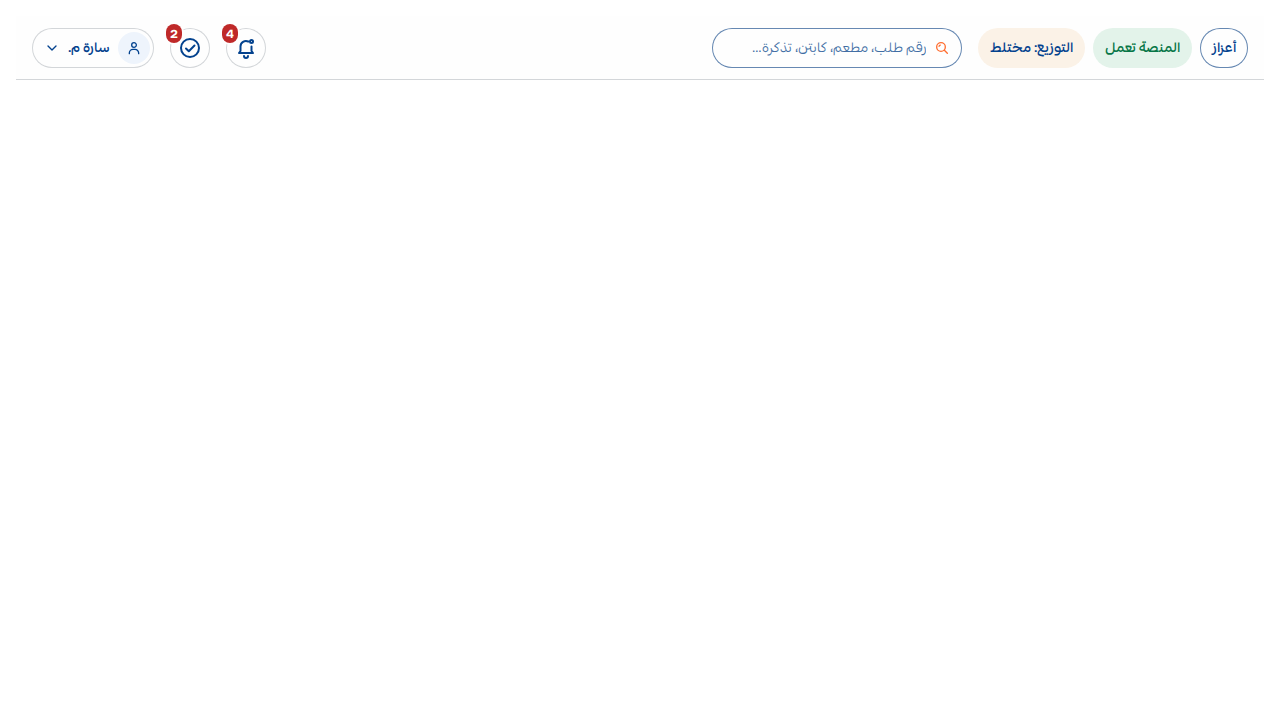 أعزاز
المنصة تعمل
التوزيع: مختلط
رقم طلب، مطعم، كابتن، تذكرة...
4
2
سارة م.